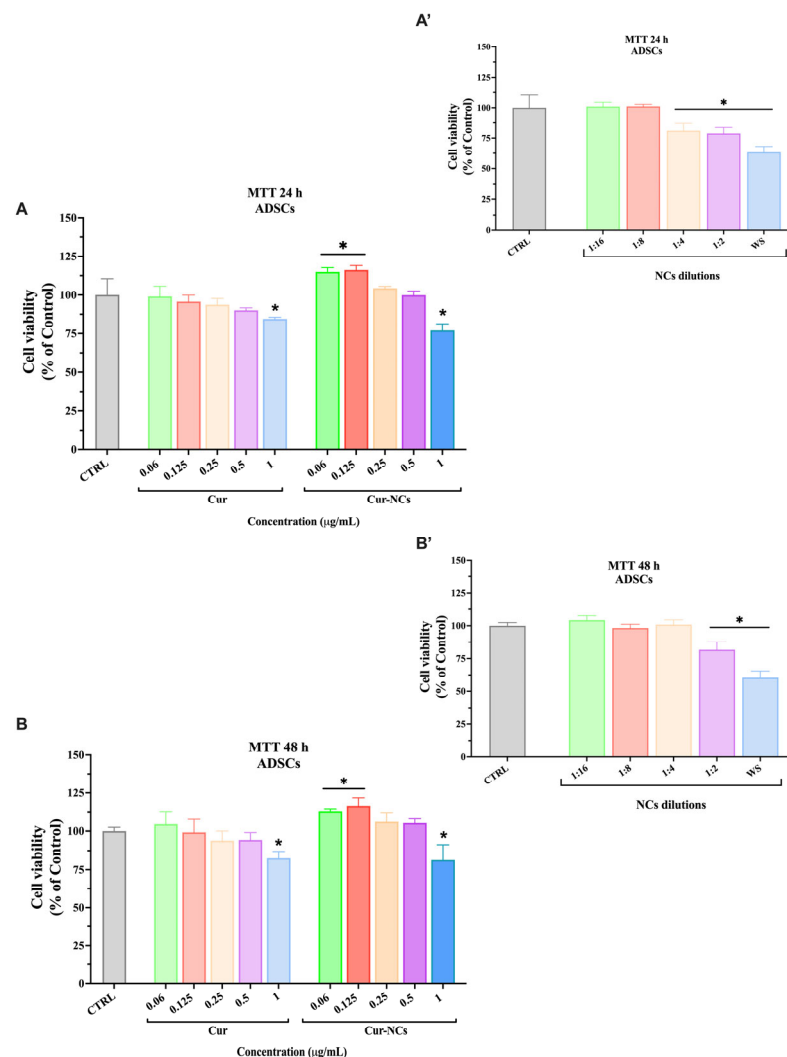 A'
MTT 24 h
ADSCs
Cell viability
(% of Control)
150
125
100
75
50
25
0
*
CTRL
1:16
1:8
1:4
1:2
WS
NCs dilutions
A
MTT 24 h
ADSCs
Cell viability
(% of Control)
150
125
100
75
50
25
0
*
*
*
CTRL
0.06
0.125
0.25
0.5
1
0.06
0.125
0.25
0.5
1
Cur
Cur-NCs
Concentration (µg/mL)
B'
MTT 48 h
ADSCs
Cell viability
(% of Control)
150
125
100
75
50
25
0
*
CTRL
1:16
1:8
1:4
1:2
WS
NCs dilutions
B
MTT 48 h
ADSCs
Cell viability
(% of Control)
150
125
100
75
50
25
0
*
*
*
CTRL
0.06
0.125
0.25
0.5
1
0.06
0.125
0.25
0.5
1
Cur
Cur-NCs
Concentration (µg/mL)